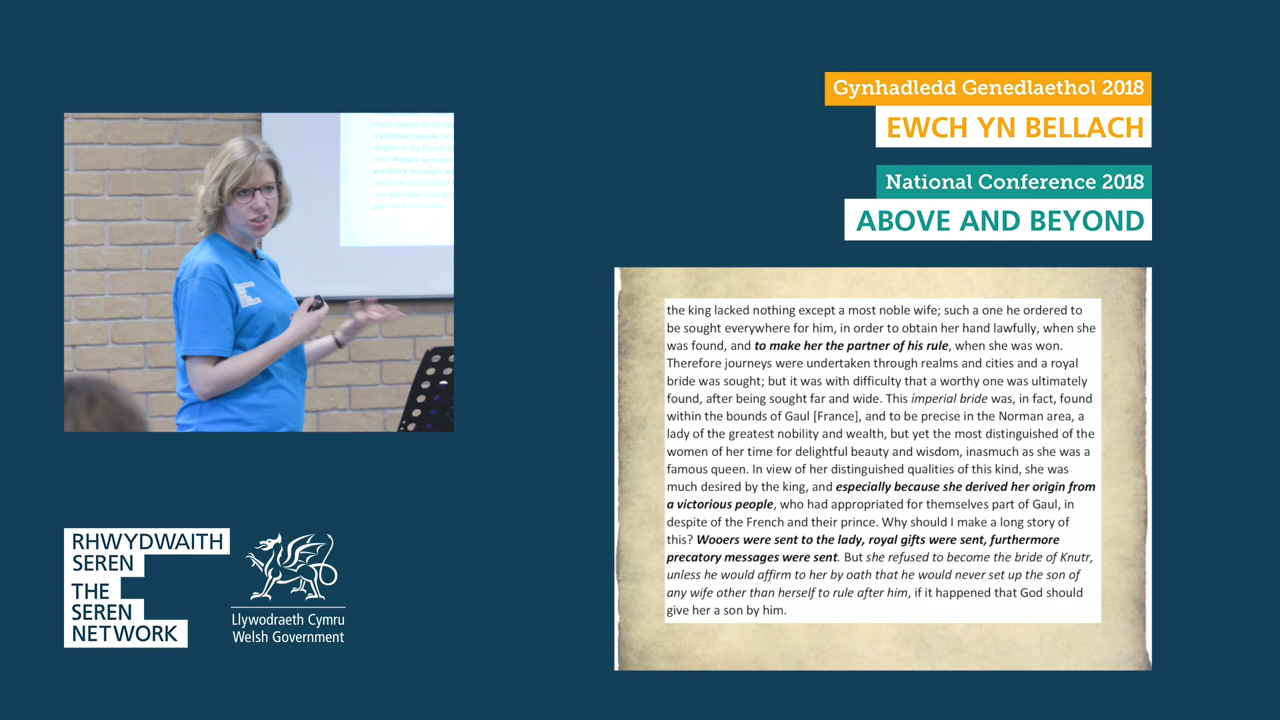 Gynhadledd Genedlaethol 2018
EWCH YN BELLACH
National Conference 2018
ABOVE AND BEYOND
the king lacked nothing except a most noble wife; such a one he ordered to
be sought everywhere for him, in order to obtain her hand lawfully, when she
was found, and to make her the partner of his rule, when she was won.
Therefore journeys were undertaken through realms and cities and a royal
bride was sought; but it was with difficulty that a worthy one was ultimately
found, after being sought far and wide. This imperial bride was, in fact, found
within the bounds of Gaul [France], and to be precise in the Norman area, a
lady of the greatest nobility and wealth, but yet the most distinguished of the
women of her time for delightful beauty and wisdom, inasmuch as she was a
famous queen. In view of her distinguished qualities of this kind, she was
much desired by the king, and especially because she derived her origin from
a victorious people, who had appropriated for themselves part of Gaul, in
despite of the French and their prince. Why should I make a long story of
this? Wooers were sent to the lady, royal gifts were sent, furthermore
precatory messages were sent. But she refused to become the bride of Knutr,
unless he would affirm to her by oath that he would never set up the son of
any wife other than herself to rule after him, if it happened that God should
give her a son by him.
RHWYDWAITH
SEREN
THE
SEREN
NETWORK
Llywodraeth Cymru
Welsh Government